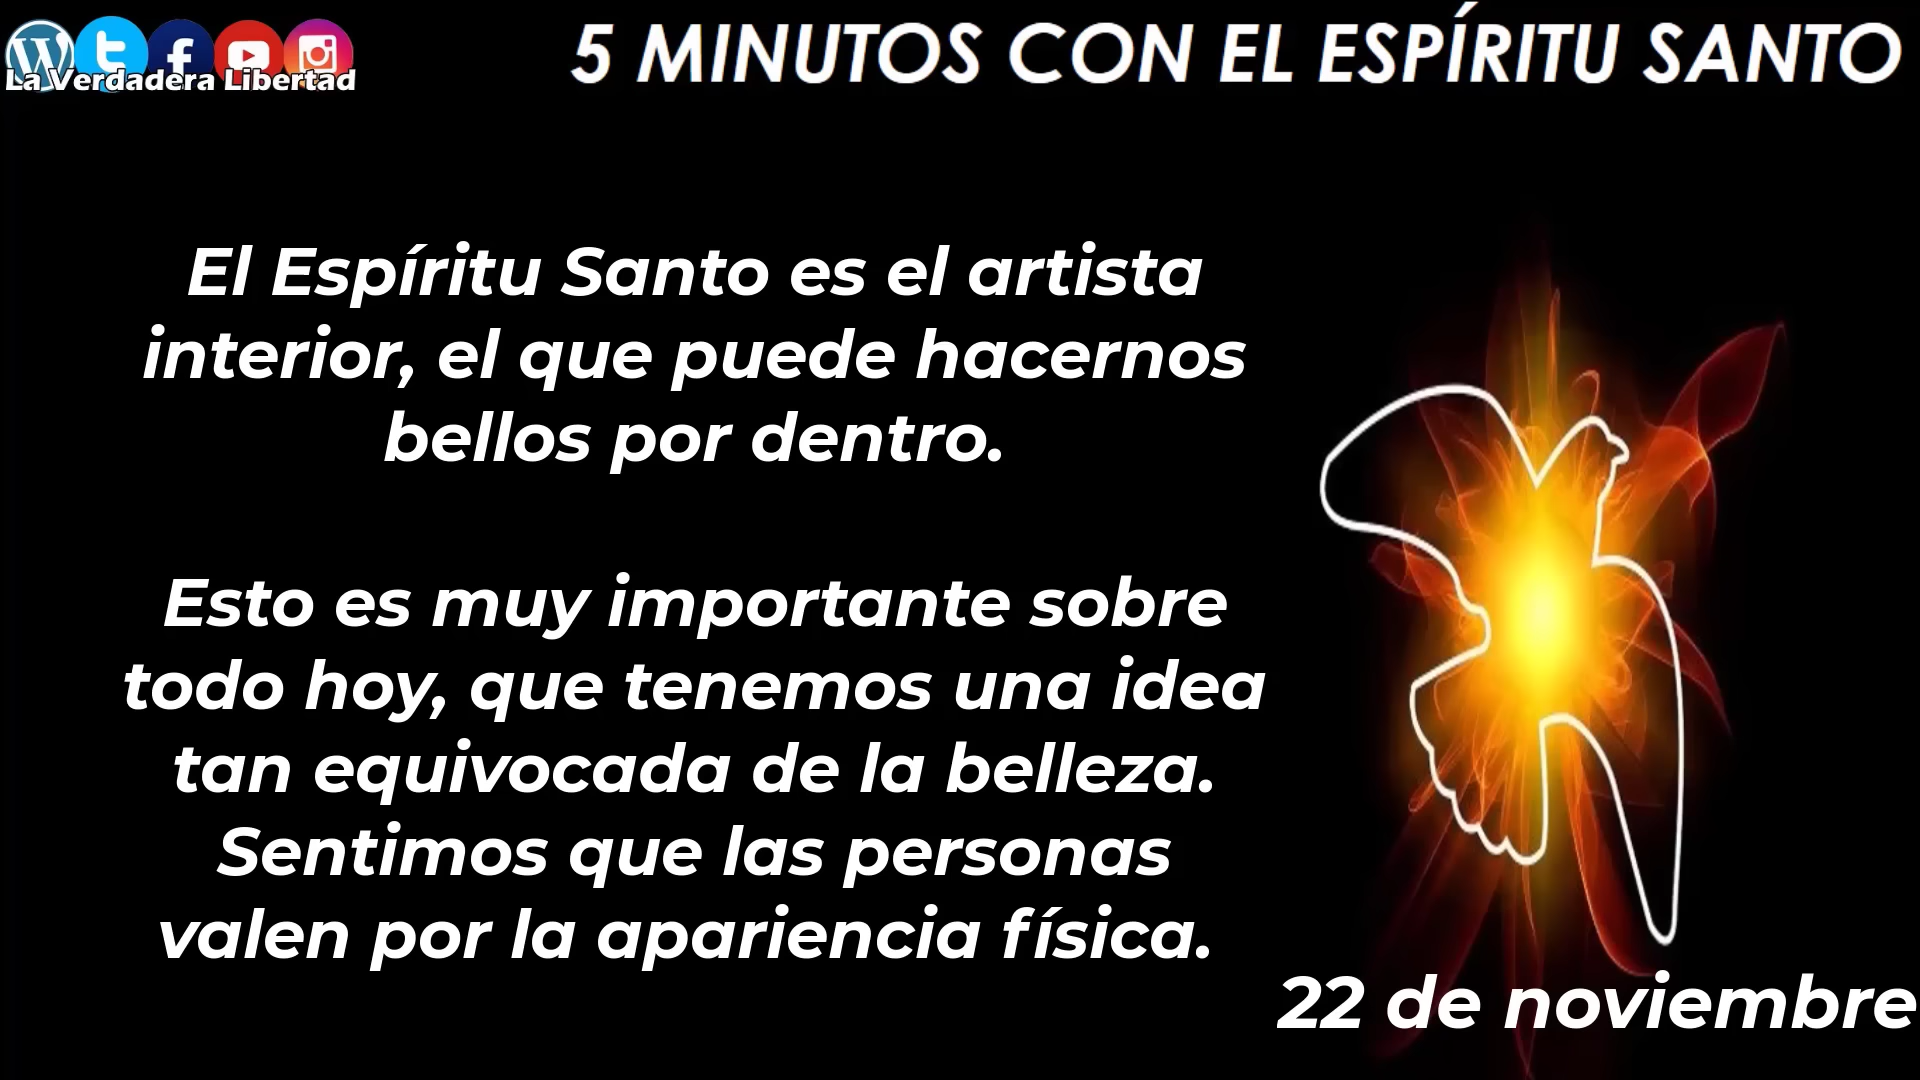 La Verdadera Libertad
5 MINUTOS CON EL ESPÍRITU SANTO
El Espíritu Santo es el artista
interior, el que puede hacernos
bellos por dentro.
Esto es muy importante sobre
todo hoy, que tenemos una idea
tan equivocada de la belleza.
Sentimos que las personas
valen por la apariencia física.
22 de noviembre